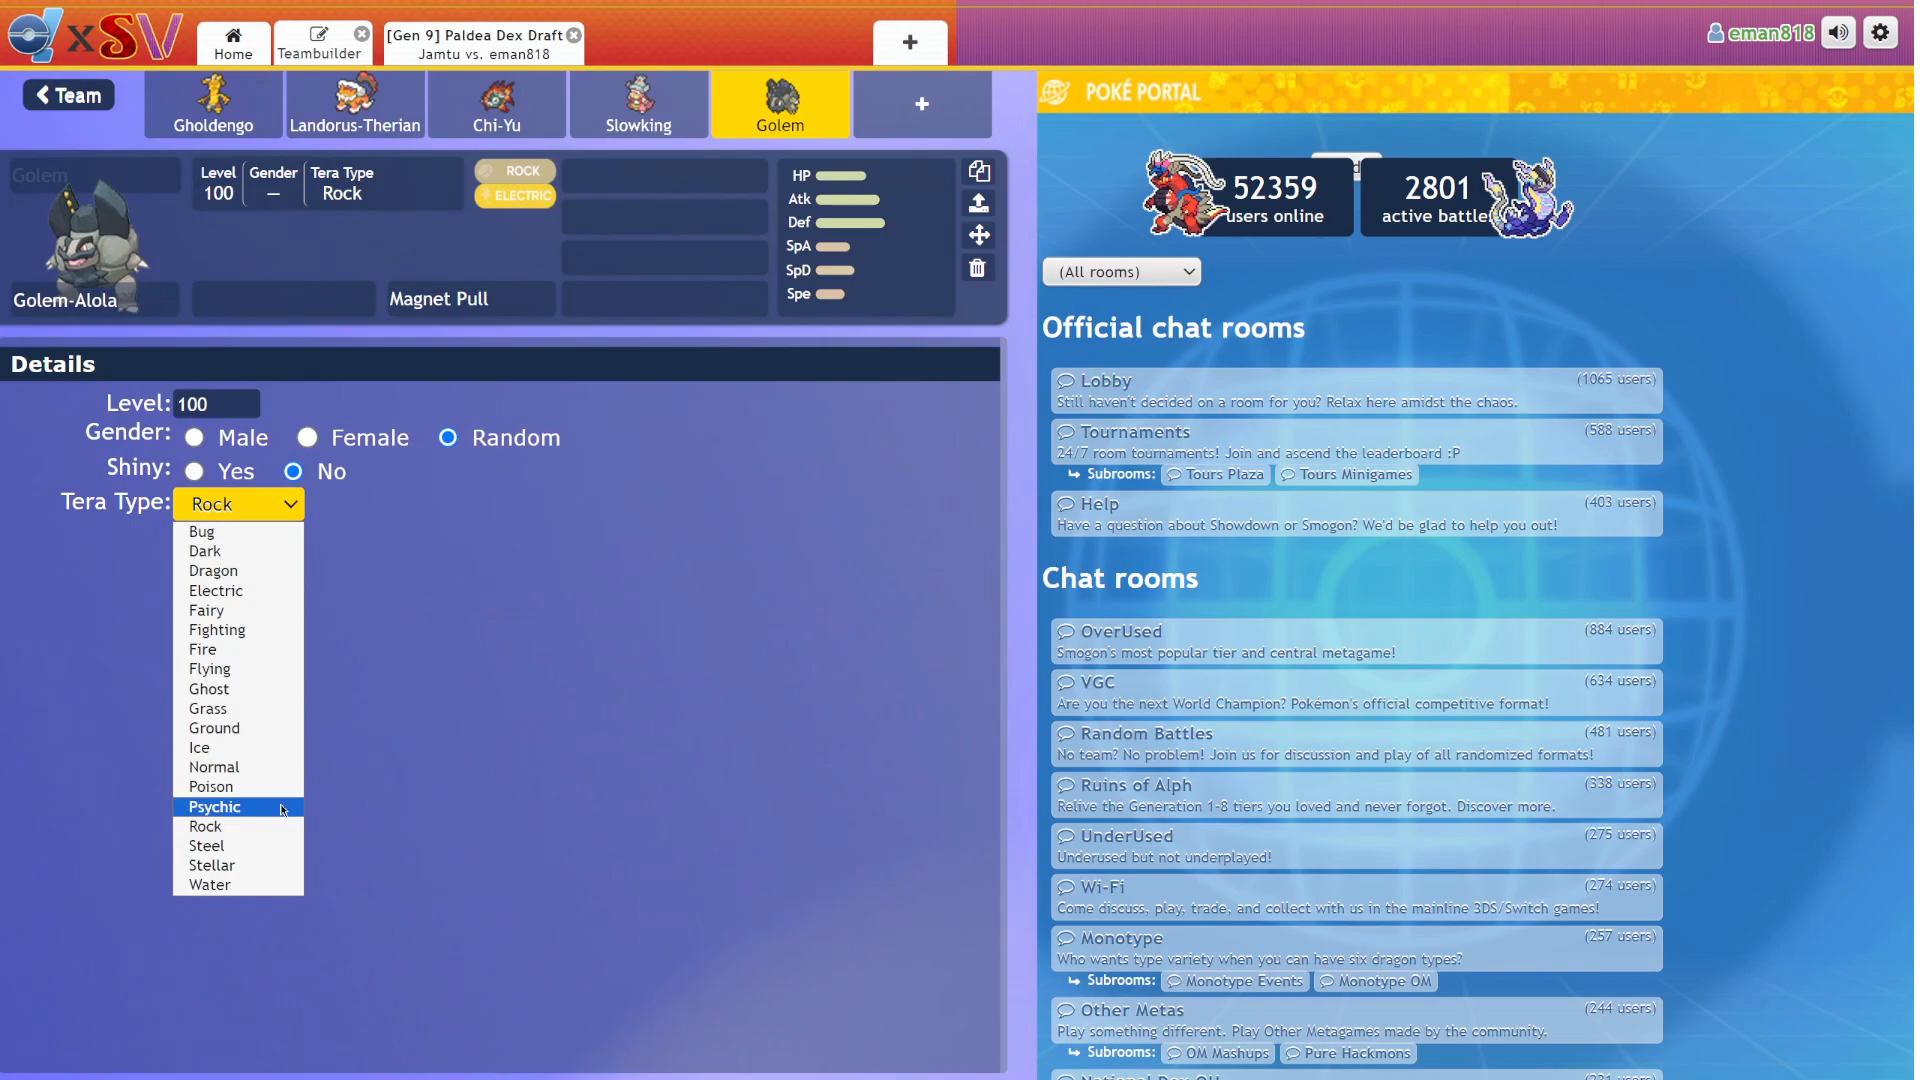 x SV
Home
Teambuilder
[Gen 9] Paldea Dex Draft
Jamtu vs. eman818
+
eman818
Team
Gholdengo
Landorus-Therian
Chi-Yu
Slowking
Golem
+
POKÉ PORTAL
Golem
Level
100
Gender
—
Tera Type
Rock
ROCK
ELECTRIC
Golem-Alola
Magnet Pull
HP
Atk
Def
SpA
SpD
Spe
52359
users online
2801
active battles
(All rooms)
Details
Level: 100
Gender: Male Female Random
Shiny: Yes No
Tera Type: Rock
Bug
Dark
Dragon
Electric
Fairy
Fighting
Fire
Flying
Ghost
Grass
Ground
Ice
Normal
Poison
Psychic
Rock
Steel
Stellar
Water
Official chat rooms
Lobby (1065 users)
Still haven't decided on a room for you? Relax here amidst the chaos.
Tournaments (588 users)
24/7 room tournaments! Join and ascend the leaderboard :P
Subrooms: Tours Plaza Tours Minigames
Help (403 users)
Have a question about Showdown or Smogon? We'd be glad to help you out!
Chat rooms
OverUsed (884 users)
Smogon's most popular tier and central metagame!
VGC (634 users)
Are you the next World Champion? Pokémon's official competitive format!
Random Battles (481 users)
No team? No problem! Join us for discussion and play of all randomized formats!
Ruins of Alph (338 users)
Relive the Generation 1-8 tiers you loved and never forgot. Discover more.
UnderUsed (275 users)
Underused but not underplayed!
Wi-Fi (274 users)
Come discuss, play, trade, and collect with us in the mainline 3DS/Switch games!
Monotype (257 users)
Who wants type variety when you can have six dragon types?
Subrooms: Monotype Events Monotype OM
Other Metas (244 users)
Play something different. Play Other Metagames made by the community.
Subrooms: OM Mashups Pure Hackmons